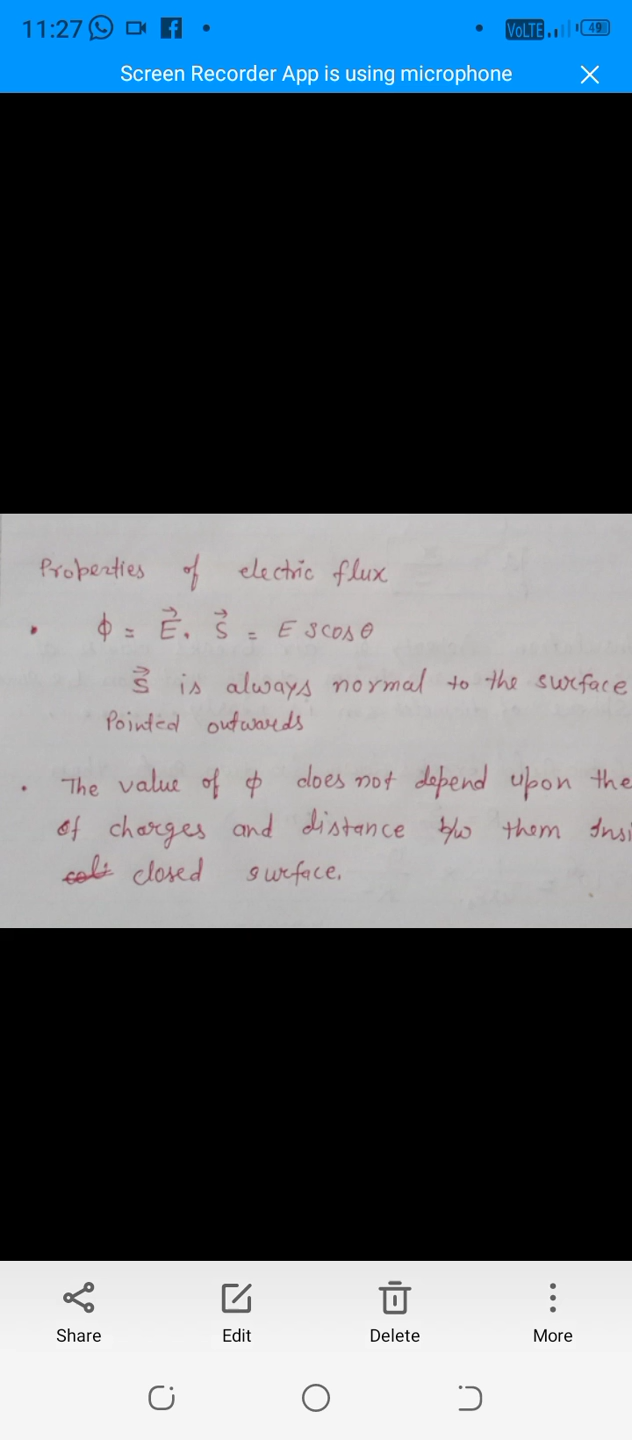 11:27
VoLTE
49
Screen Recorder App is using microphone
Properties of electric flux
• ϕ = E⃗ . S⃗ = E S cos θ
S⃗ is always normal to the surface
Pointed outwards
• The value of ϕ does not depend upon the
of charges and distance b/w them Insi
closed surface.
Share
Edit
Delete
More